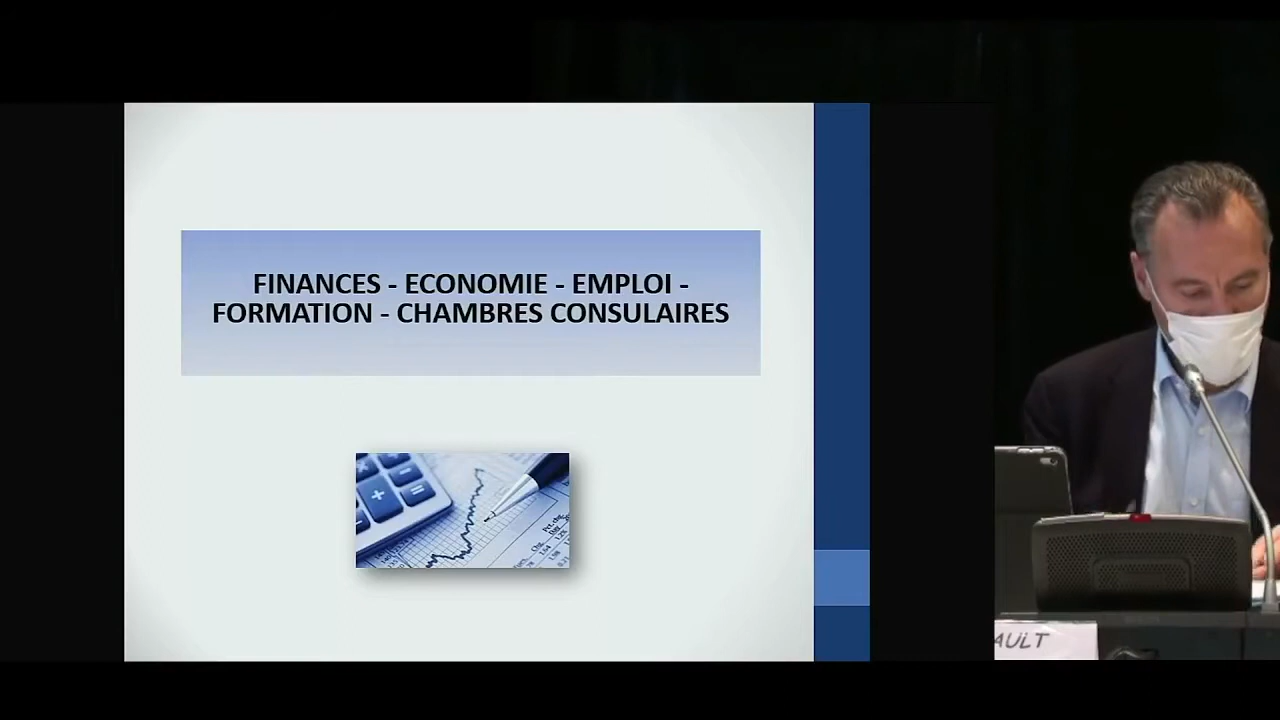 FINANCES - ECONOMIE - EMPLOI -
FORMATION - CHAMBRES CONSULAIRES
AULT